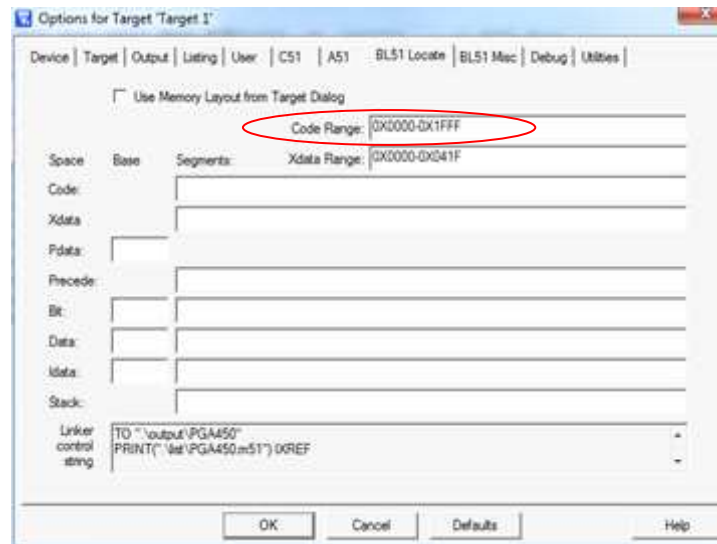 Options for Target 'Target 1'
Device | Target | Output | Listing | User | C51 | A51 | BL51 Locate | BL51 Misc | Debug | Utilities |
Use Memory Layout from Target Dialog
Code Range: 0X0000-0X1FFF
Space Base Segments: Xdata Range: 0X0000-0X041F
Code:
Xdata
Pdata:
Precede:
Bit:
Data:
Idata:
Stack:
Linker control string
TO ".\output\PGA450"
PRINT(".\list\PGA450.m51") IXREF
OK Cancel Defaults Help